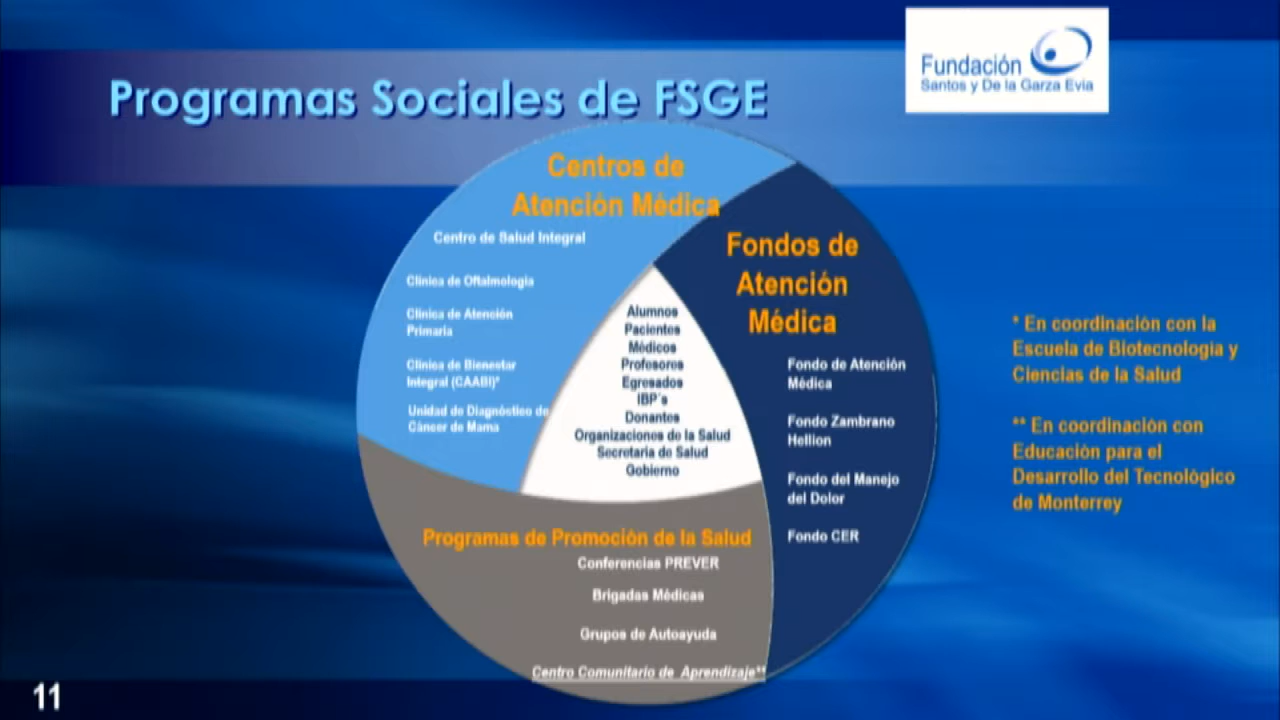 Programas Sociales de FSGE
Fundación
Santos y De la Garza Evia
Centros de
Atención Médica
Centro de Salud Integral
Clínica de Oftalmología
Clínica de Atención
Primaria
Clínica de Bienestar
Integral (CAABI)*
Unidad de Diagnóstico de
Cáncer de Mama
Fondos de
Atención
Médica
Fondo de Atención
Médica
Fondo Zambrano
Hellion
Fondo del Manejo
del Dolor
Fondo CER
Alumnos
Pacientes
Médicos
Profesores
Egresados
IBP´s
Donantes
Organizaciones de la Salud
Secretaria de Salud
Gobierno
Programas de Promoción de la Salud
Conferencias PREVER
Brigadas Médicas
Grupos de Autoayuda
Centro Comunitario de Aprendizaje**
* En coordinación con la
Escuela de Biotecnología y
Ciencias de la Salud
** En coordinación con
Educación para el
Desarrollo del Tecnológico
de Monterrey
11